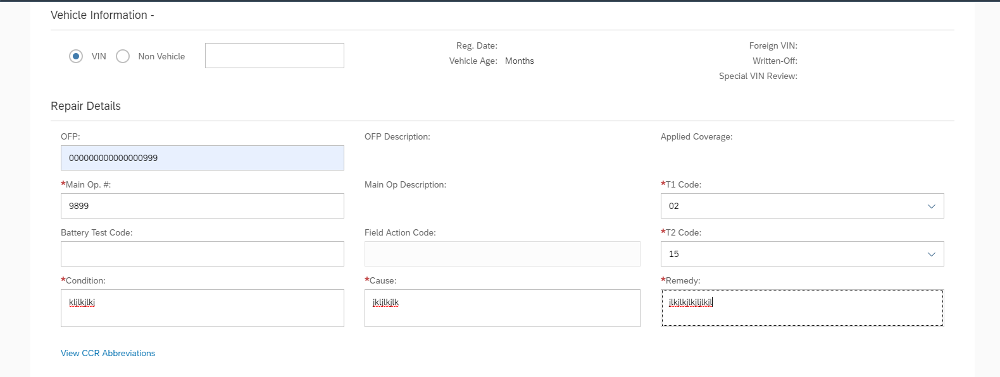 Vehicle Information -
VIN Non Vehicle
Reg. Date:
Vehicle Age: Months
Foreign VIN:
Written-Off:
Special VIN Review:
Repair Details
OFP: OFP Description: Applied Coverage:
000000000000000999
*Main Op. #: Main Op Description: *T1 Code:
9899 02
Battery Test Code: Field Action Code: *T2 Code:
15
*Condition: *Cause: *Remedy:
kljlkjlkj jkljlkjlk jlkjlkjlkjljlkjl
View CCR Abbreviations